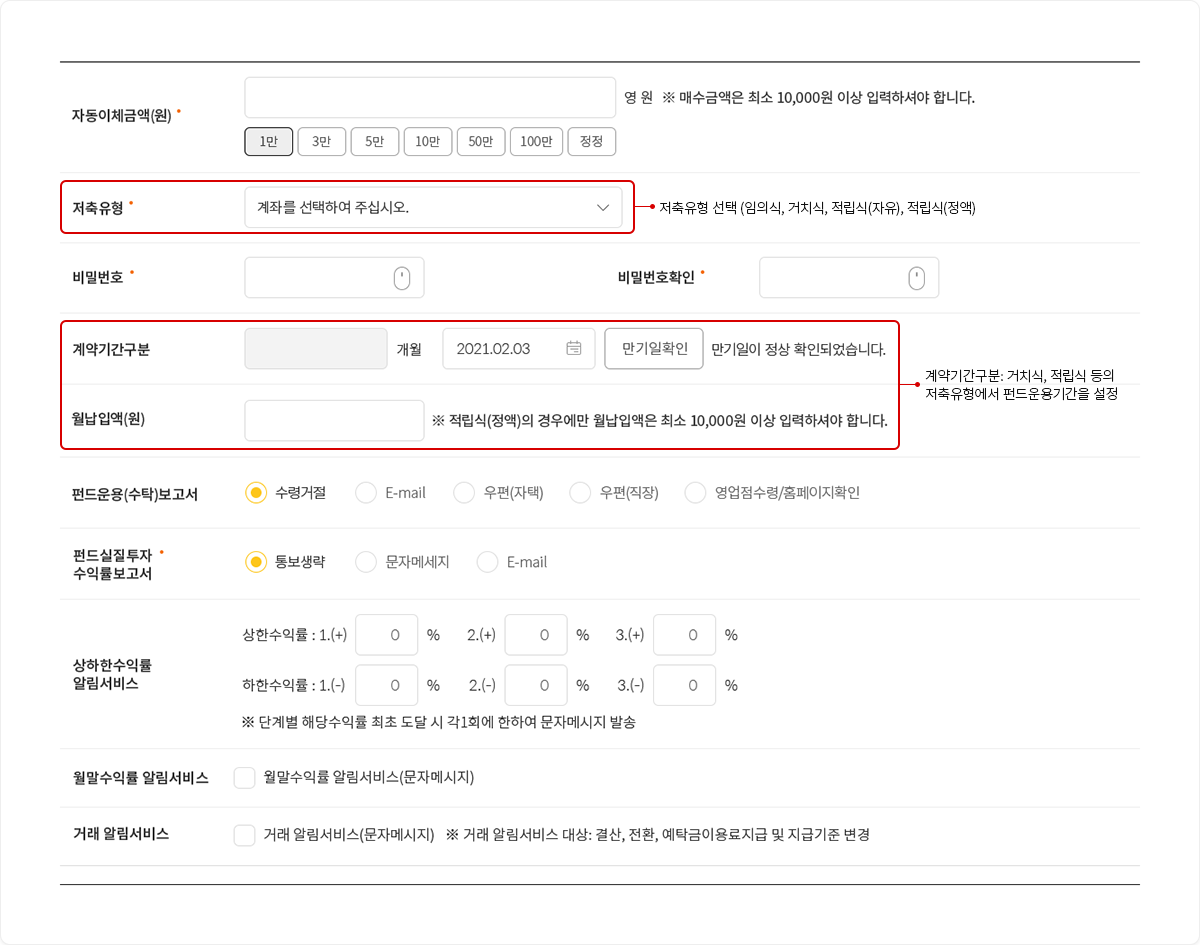 자동이체금액(원) *
영 원 ※ 매수금액은 최소 10,000원 이상 입력하셔야 합니다.
1만 3만 5만 10만 50만 100만 정정
저축유형 * 계좌를 선택하여 주십시오. 저축유형 선택 (임의식, 거치식, 적립식(자유), 적립식(정액)
비밀번호 * 비밀번호확인 *
계약기간구분 개월 2021.02.03 만기일확인 만기일이 정상 확인되었습니다.
계약기간구분: 거치식, 적립식 등의
저축유형에서 펀드운용기간을 설정
월납입액(원) ※ 적립식(정액)의 경우에만 월납입액은 최소 10,000원 이상 입력하셔야 합니다.
펀드운용(수탁)보고서 수령거절 E-mail 우편(자택) 우편(직장) 영업점수령/홈페이지확인
펀드실질투자 *
수익률보고서
통보생략 문자메세지 E-mail
상하한수익률
알림서비스
상한수익률 : 1.(+) 0 % 2.(+) 0 % 3.(+) 0 %
하한수익률 : 1.(-) 0 % 2.(-) 0 % 3.(-) 0 %
※ 단계별 해당수익률 최초 도달 시 각1회에 한하여 문자메시지 발송
월말수익률 알림서비스 월말수익률 알림서비스(문자메시지)
거래 알림서비스 거래 알림서비스(문자메시지) ※ 거래 알림서비스 대상: 결산, 전환, 예탁금이용료지급 및 지급기준 변경